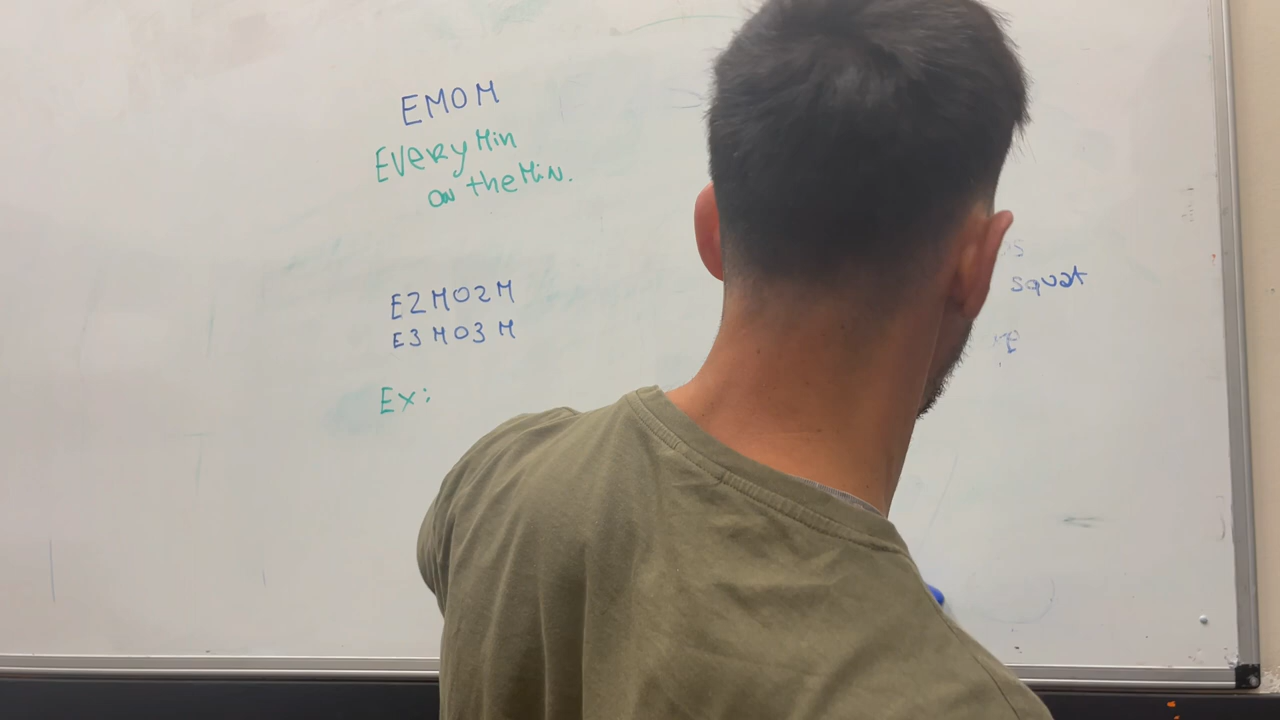 EMOM
Every Min
on the Min.
E2MO2M
E3MO3M
Ex:
squat